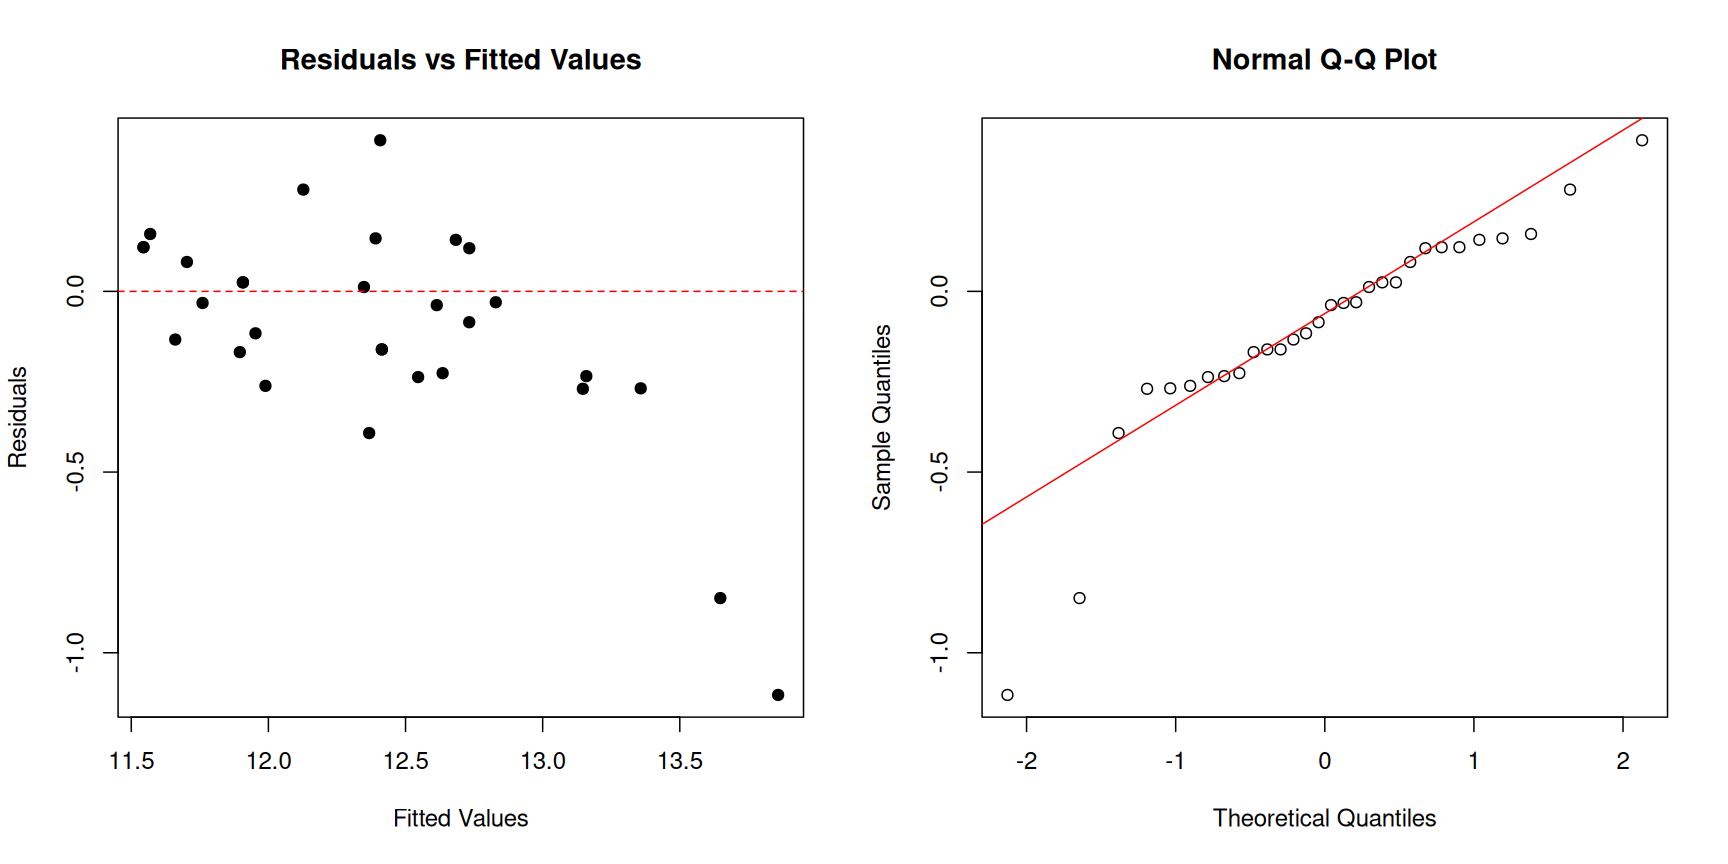 Residuals vs Fitted Values
Residuals
0.0
-0.5
-1.0
11.5 12.0 12.5 13.0 13.5
Fitted Values
Normal Q-Q Plot
Sample Quantiles
0.0
-0.5
-1.0
-2 -1 0 1 2
Theoretical Quantiles